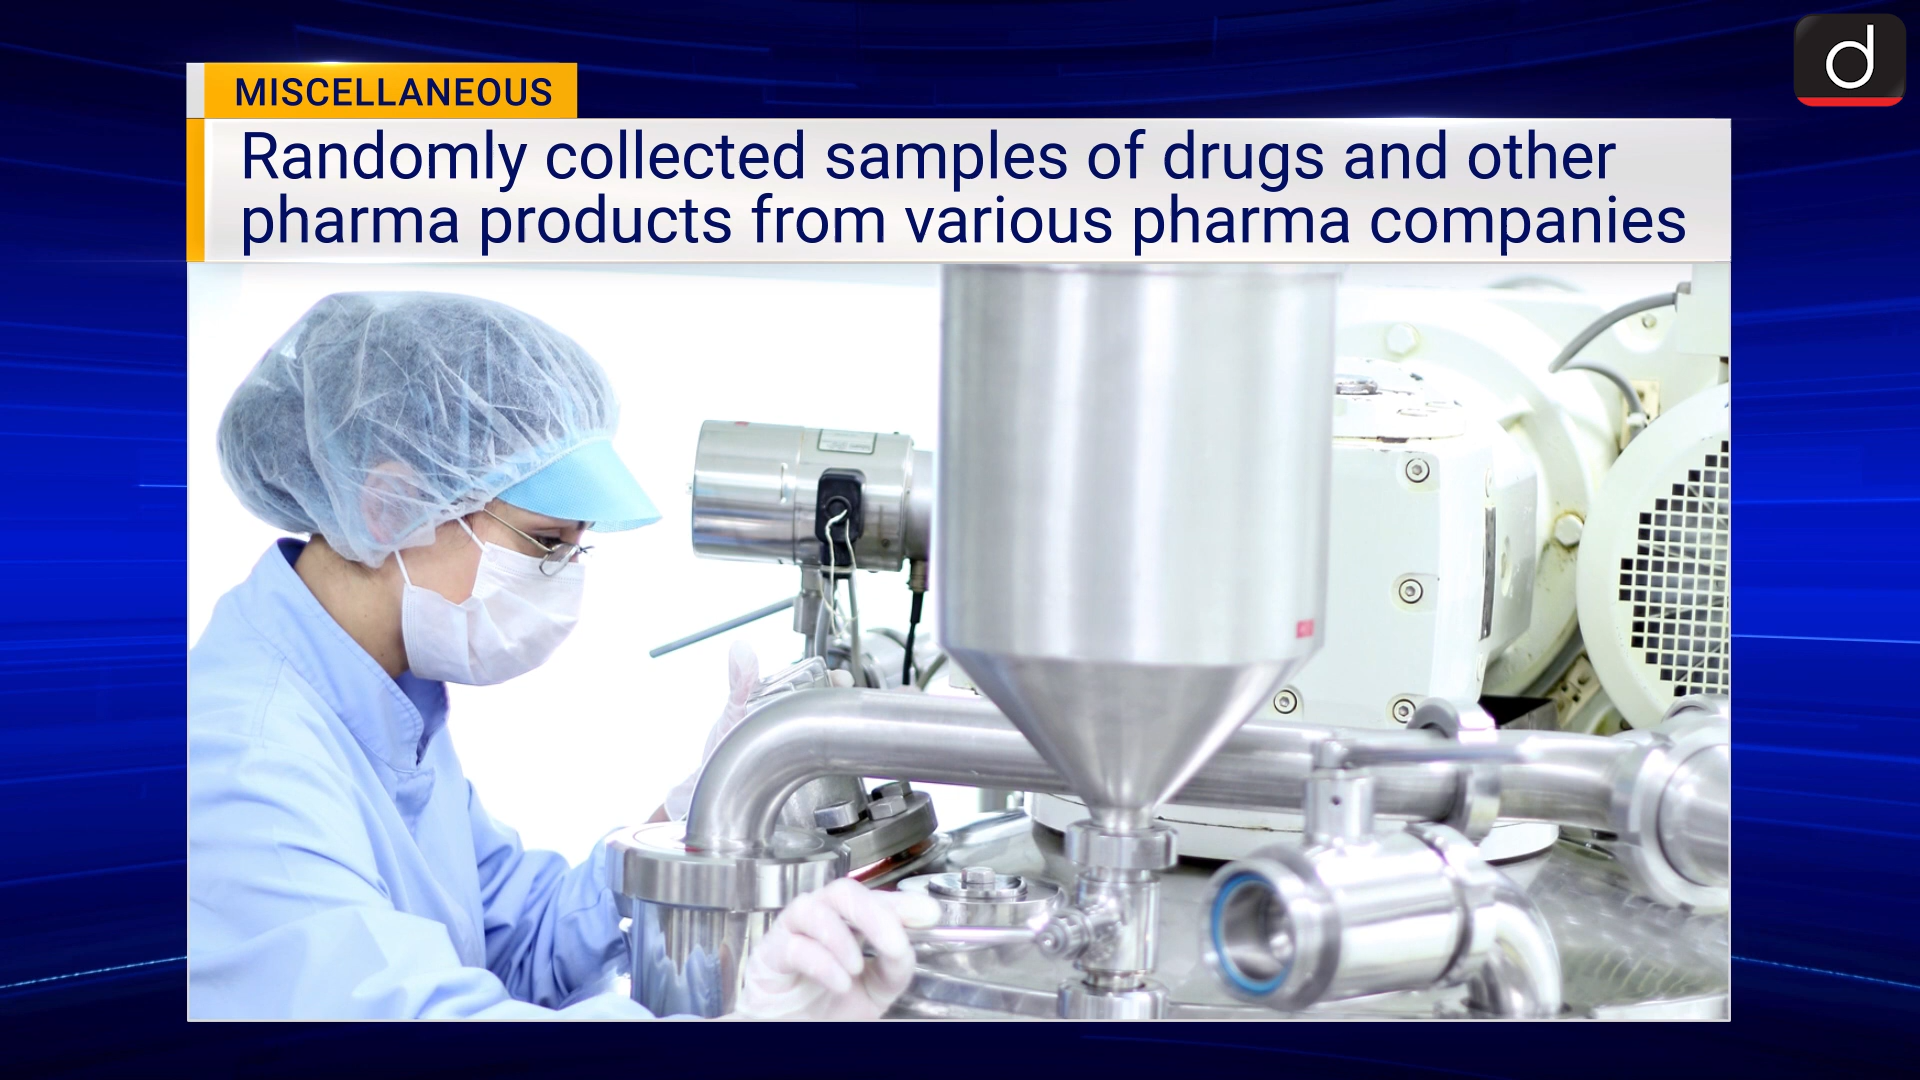 d
MISCELLANEOUS
Randomly collected samples of drugs and other
pharma products from various pharma companies